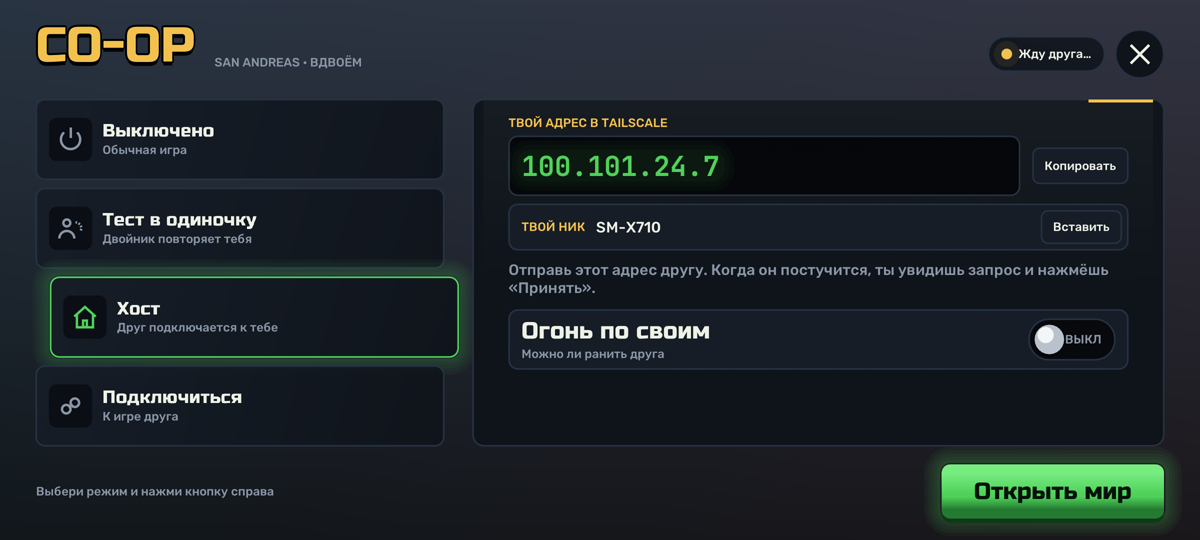 CO-OP
SAN ANDREAS • ВДВОЁМ
Жду друга...
Выключено
Обычная игра
Тест в одиночку
Двойник повторяет тебя
Хост
Друг подключается к тебе
Подключиться
К игре друга
ТВОЙ АДРЕС В TAILSCALE
100.101.24.7
Копировать
ТВОЙ НИК SM-X710
Вставить
Отправь этот адрес другу. Когда он постучится, ты увидишь запрос и нажмёшь
«Принять».
Огонь по своим
Можно ли ранить друга
ВЫКЛ
Выбери режим и нажми кнопку справа
Открыть мир